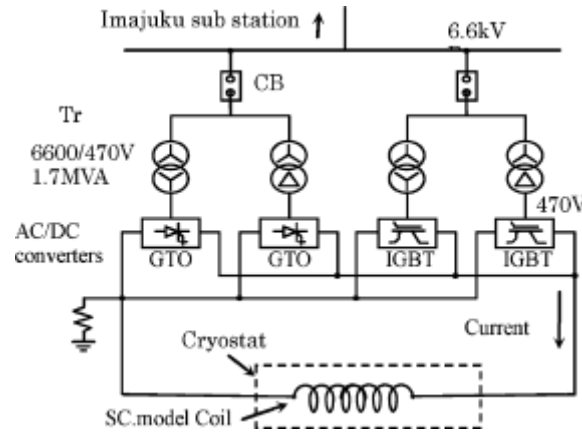 Imajuku sub station
6.6kV
CB
Tr
6600/470V
1.7MVA
470V
AC/DC
converters
GTO
GTO
IGBT
IGBT
Current
Cryostat
SC.model Coil